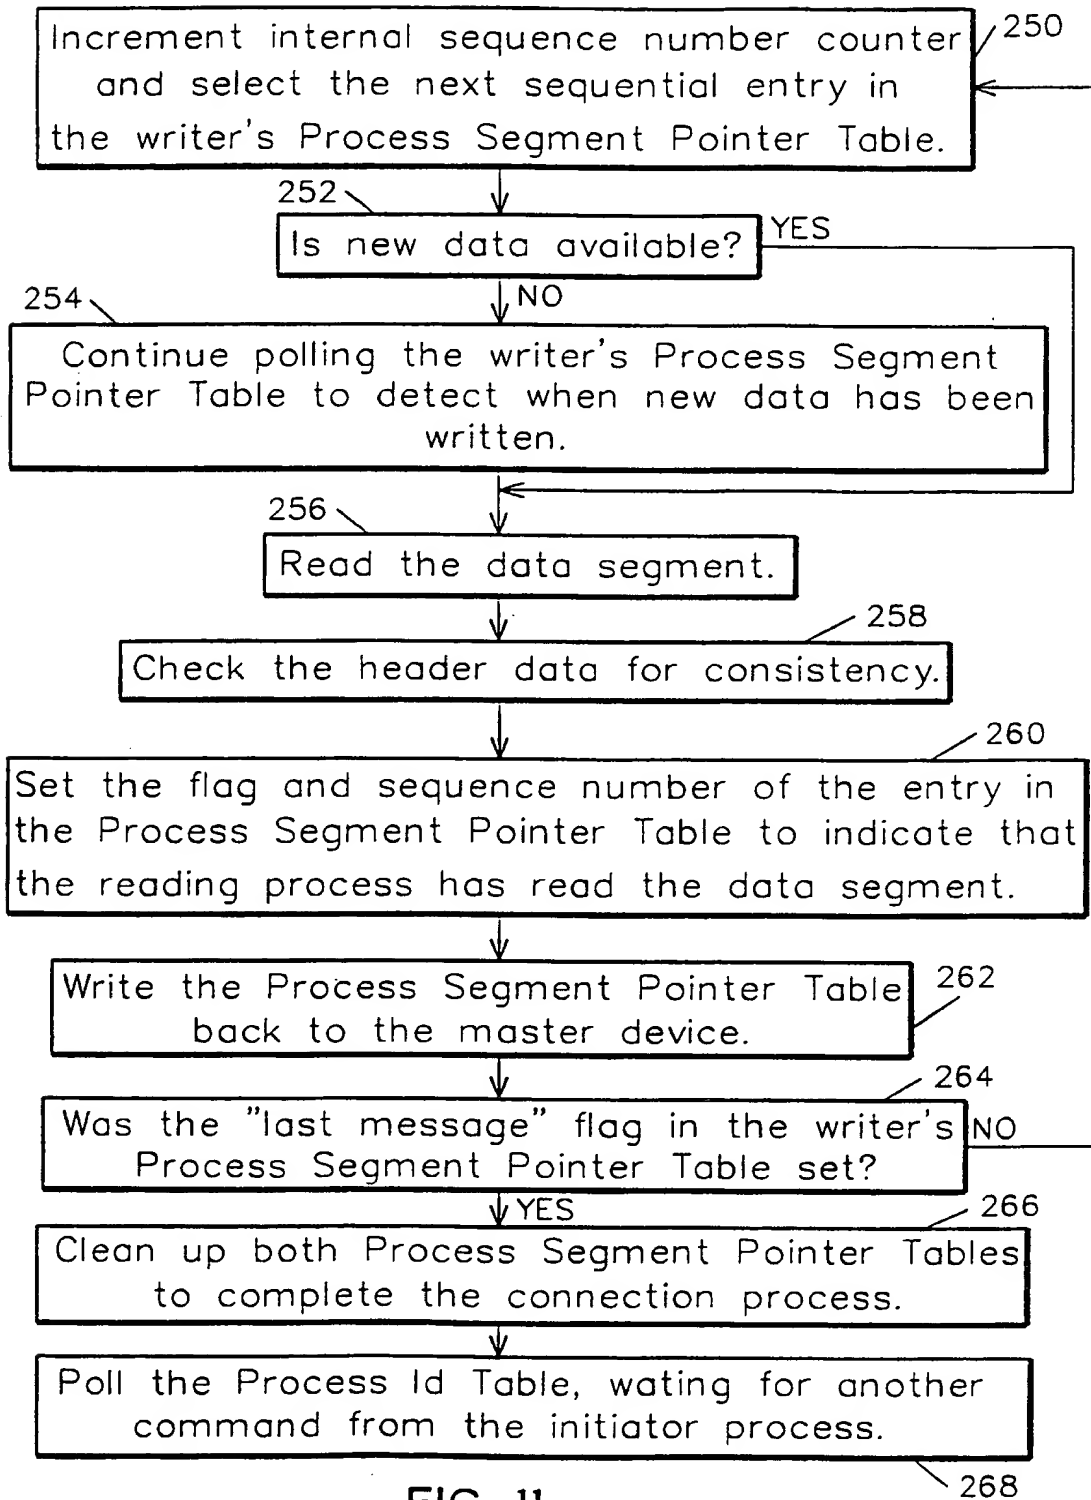 Increment internal sequence number counter
and select the next sequential entry in
the writer's Process Segment Pointer Table.
250
252
Is new data available?
YES
NO
254
Continue polling the writer's Process Segment
Pointer Table to detect when new data has been
written.
256
Read the data segment.
258
Check the header data for consistency.
260
Set the flag and sequence number of the entry in
the Process Segment Pointer Table to indicate that
the reading process has read the data segment.
Write the Process Segment Pointer Table
back to the master device.
262
264
Was the "last message" flag in the writer's
Process Segment Pointer Table set?
NO
YES
266
Clean up both Process Segment Pointer Tables
to complete the connection process.
Poll the Process Id Table, wating for another
command from the initiator process.
268
FIG. 11